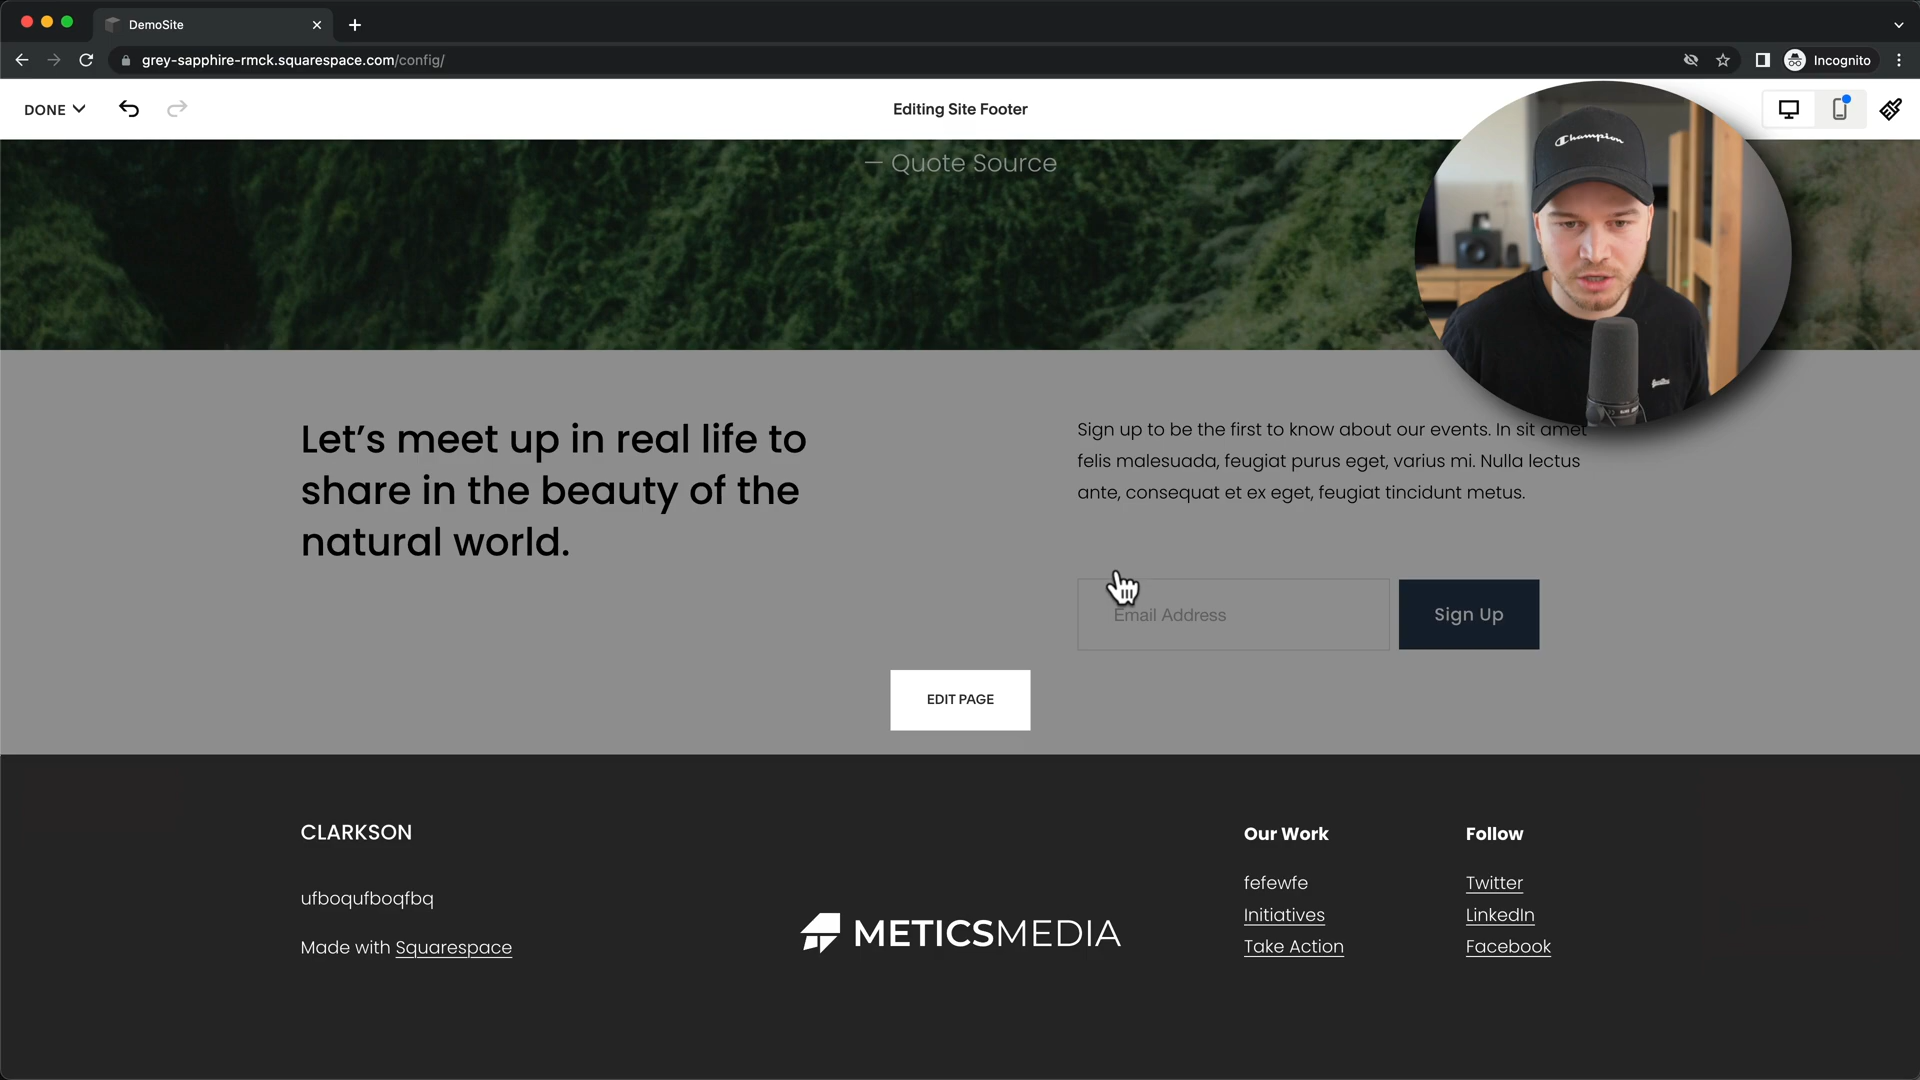 DemoSite
grey-sapphire-rmck.squarespace.com/config/
Incognito
DONE
Editing Site Footer
— Quote Source
Champion
Let's meet up in real life to
share in the beauty of the
natural world.
Sign up to be the first to know about our events. In sit amet
felis malesuada, feugiat purus eget, varius mi. Nulla lectus
ante, consequat et ex eget, feugiat tincidunt metus.
Email Address
Sign Up
EDIT PAGE
CLARKSON
ufboqufboqfbq
Made with Squarespace
METICSMEDIA
Our Work
fefewfe
Initiatives
Take Action
Follow
Twitter
LinkedIn
Facebook